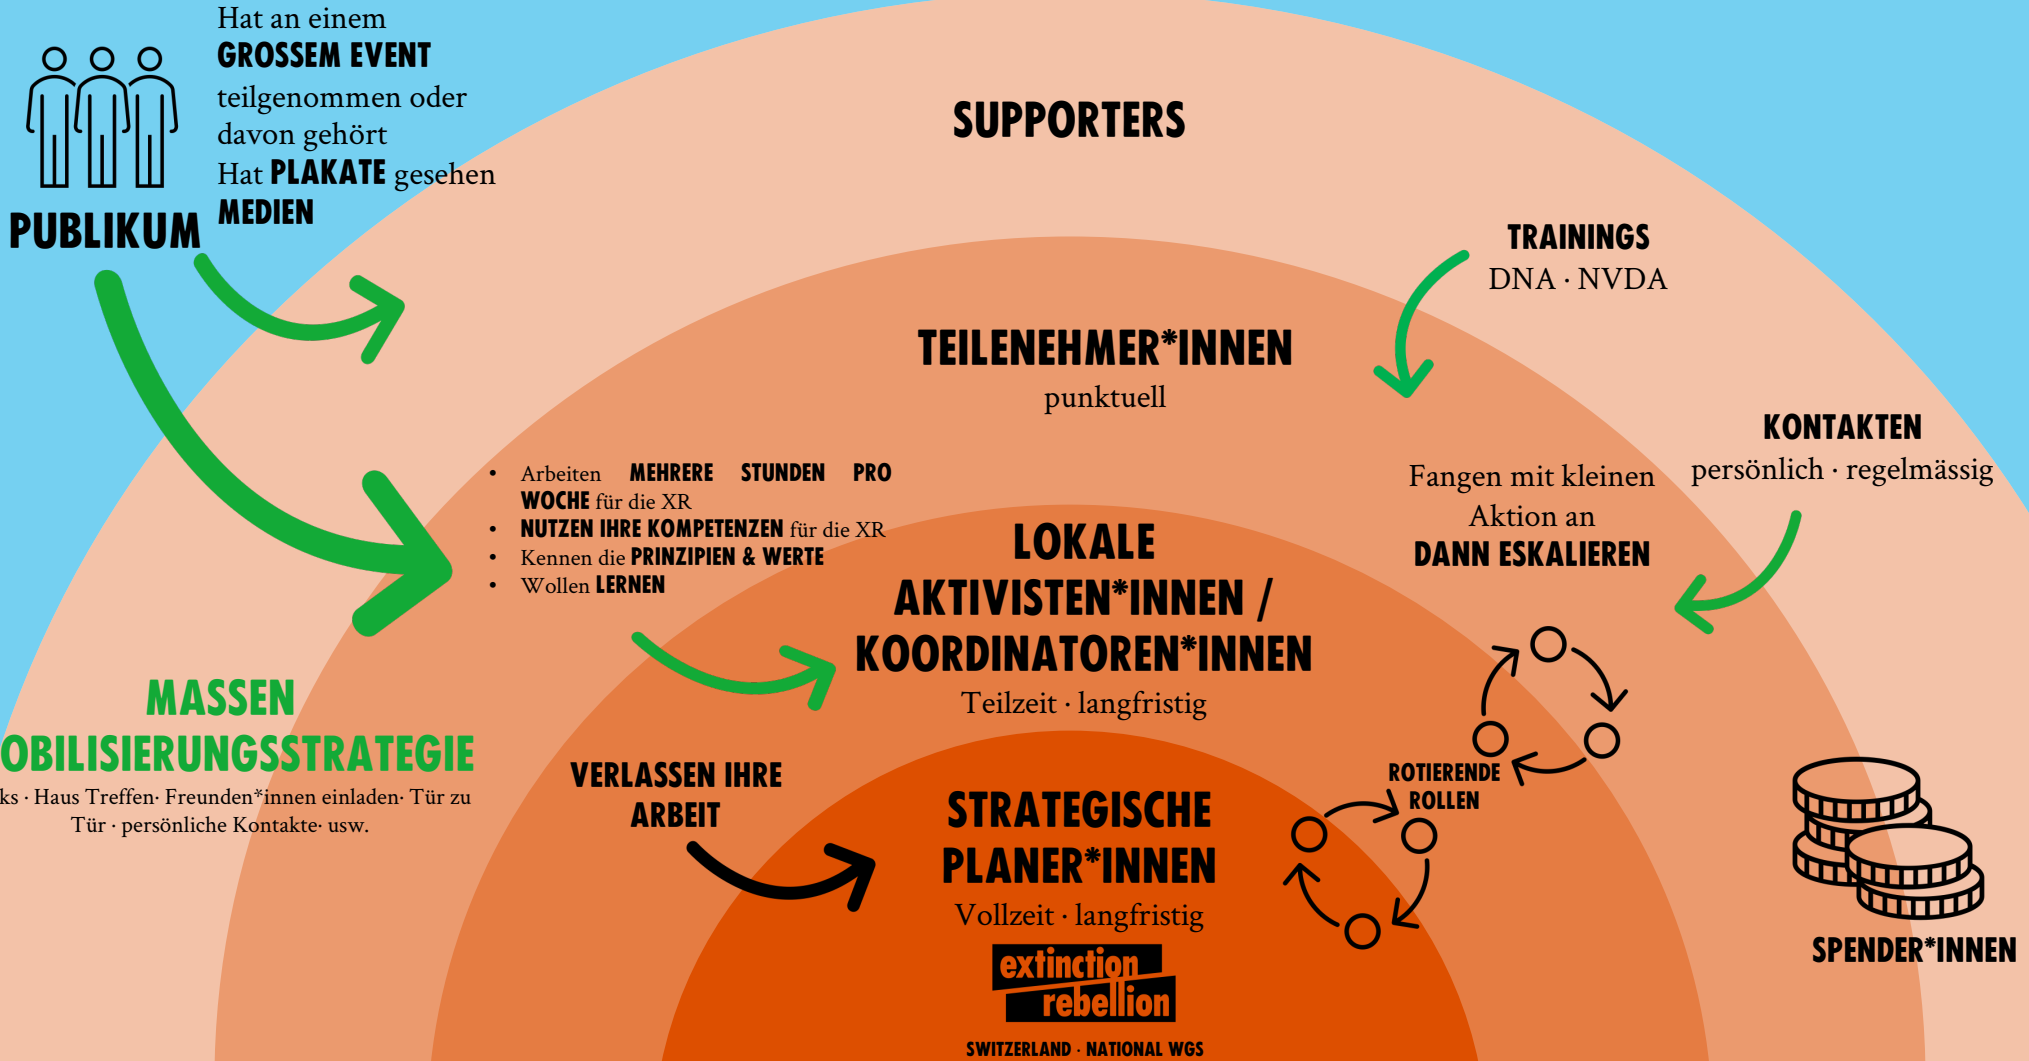 Hat an einem
GROSSEM EVENT
teilgenommen oder
davon gehört
Hat PLAKATE gesehen
MEDIEN
PUBLIKUM
SUPPORTERS
TRAININGS
DNA · NVDA
TEILENEHMER*INNEN
punktuell
KONTAKTEN
persönlich · regelmässig
• Arbeiten MEHRERE STUNDEN PRO
WOCHE für die XR
• NUTZEN IHRE KOMPETENZEN für die XR
• Kennen die PRINZIPIEN & WERTE
• Wollen LERNEN
Fangen mit kleinen
Aktion an
DANN ESKALIEREN
LOKALE
AKTIVISTEN*INNEN /
KOORDINATOREN*INNEN
Teilzeit · langfristig
MASSEN
OBILISIERUNGSSTRATEGIE
ks · Haus Treffen· Freunden*innen einladen· Tür zu
Tür · persönliche Kontakte· usw.
VERLASSEN IHRE
ARBEIT
ROTIERENDE
ROLLEN
STRATEGISCHE
PLANER*INNEN
Vollzeit · langfristig
extinction
rebellion
SWITZERLAND · NATIONAL WGS
SPENDER*INNEN